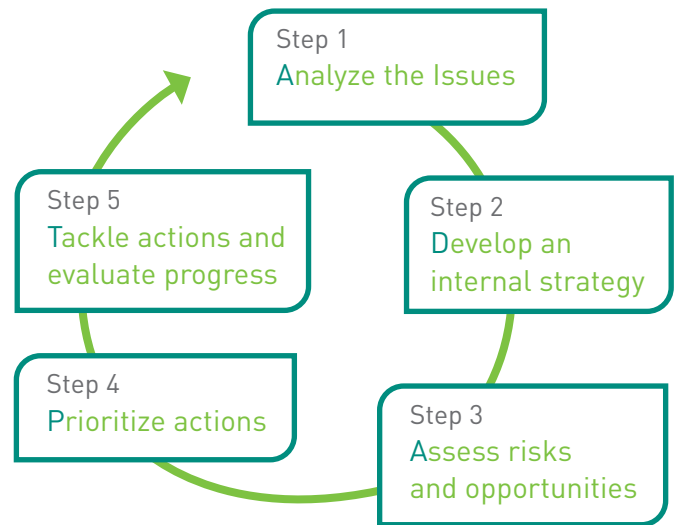 Step 1
Analyze the Issues
Step 2
Develop an
internal strategy
Step 3
Assess risks
and opportunities
Step 4
Prioritize actions
Step 5
Tackle actions and
evaluate progress